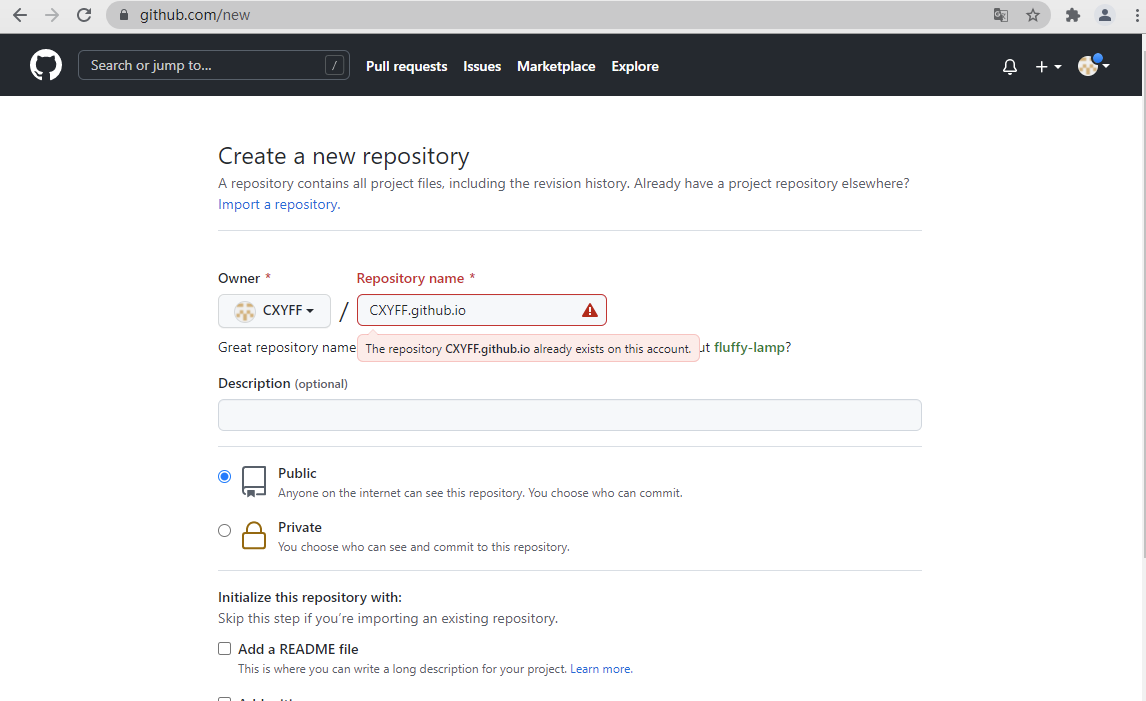 github.com/new
Search or jump to... / Pull requests Issues Marketplace Explore
Create a new repository
A repository contains all project files, including the revision history. Already have a project repository elsewhere?
Import a repository.
Owner * Repository name *
CXYFF / CXYFF.github.io
Great repository name fluffy-lamp?
The repository CXYFF.github.io already exists on this account.
Description (optional)
Public
Anyone on the internet can see this repository. You choose who can commit.
Private
You choose who can see and commit to this repository.
Initialize this repository with:
Skip this step if you're importing an existing repository.
Add a README file
This is where you can write a long description for your project. Learn more.